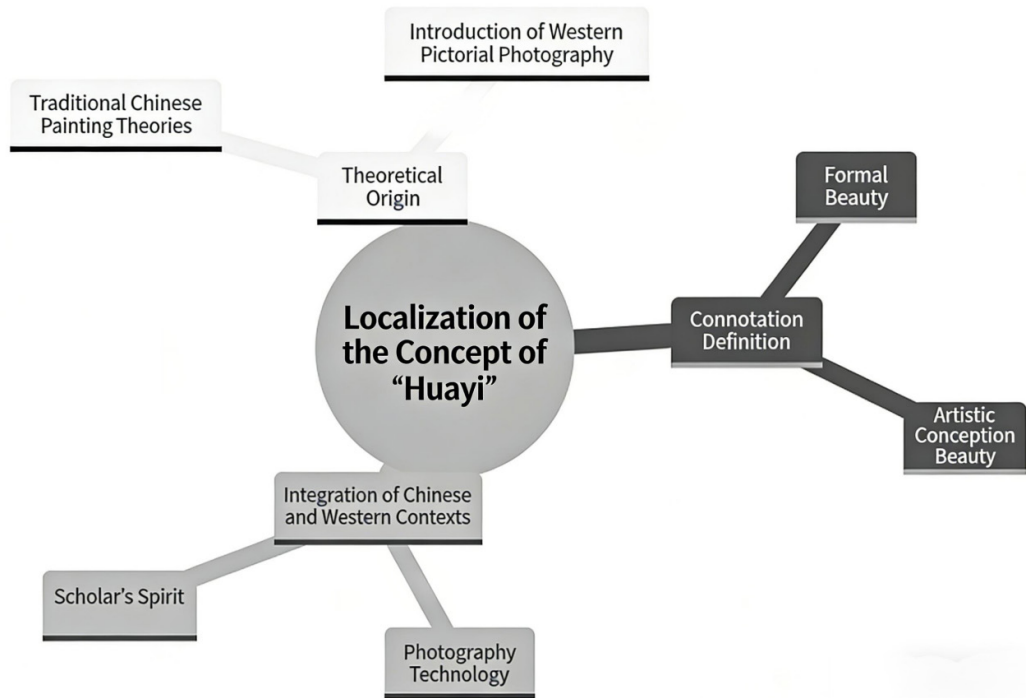 Introduction of Western
Pictorial Photography
Traditional Chinese
Painting Theories
Theoretical
Origin
Formal
Beauty
Localization of
the Concept of
“Huayi”
Connotation
Definition
Artistic
Conception
Beauty
Integration of Chinese
and Western Contexts
Scholar’s Spirit
Photography
Technology